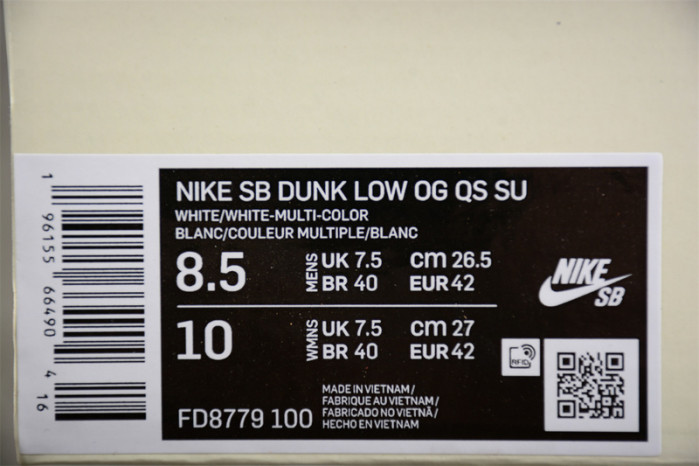 NIKE SB DUNK LOW OG QS SU
WHITE/WHITE-MULTI-COLOR
BLANC/COULEUR MULTIPLE/BLANC
8.5 MENS UK 7.5 cm 26.5
BR 40 EUR 42
10 WMNS UK 7.5 cm 27
BR 40 EUR 42
NIKE
SB
RFID
FD8779 100
MADE IN VIETNAM/
FABRIQUE AU VIETNAM/
FABRICADO NO VIETNÃ/
HECHO EN VIETNAM
1 96155 66490 4 16